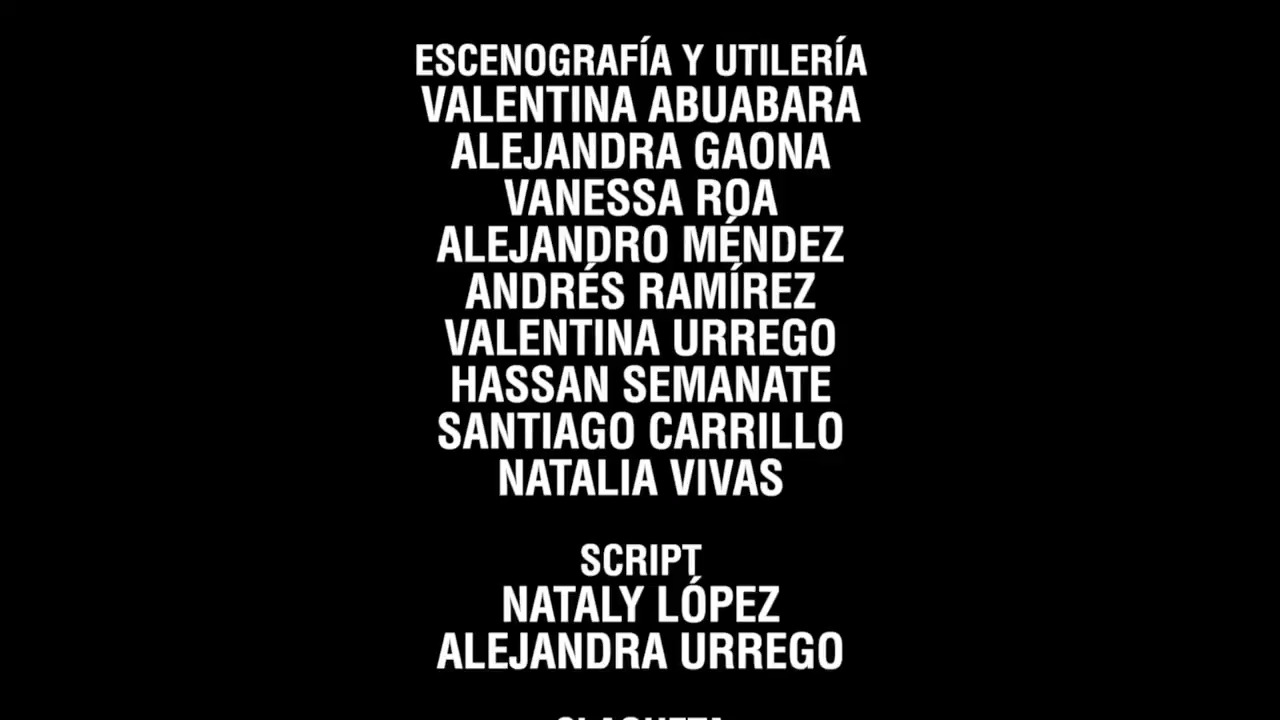 ESCENOGRAFÍA Y UTILERÍA
VALENTINA ABUABARA
ALEJANDRA GAONA
VANESSA ROA
ALEJANDRO MÉNDEZ
ANDRÉS RAMÍREZ
VALENTINA URREGO
HASSAN SEMANATE
SANTIAGO CARRILLO
NATALIA VIVAS
SCRIPT
NATALY LÓPEZ
ALEJANDRA URREGO